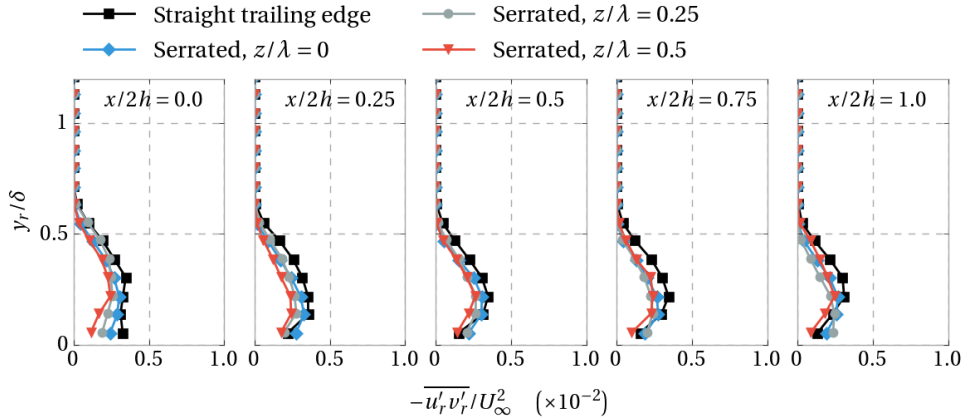 Straight trailing edge
Serrated, z/λ = 0.25
Serrated, z/λ = 0
Serrated, z/λ = 0.5
x/2h = 0.0
x/2h = 0.25
x/2h = 0.5
x/2h = 0.75
x/2h = 1.0
1
0.5
0
y_r/δ
0 0.5 1.0 0 0.5 1.0 0 0.5 1.0 0 0.5 1.0 0 0.5 1.0
−\overline{u'_r v'_r}/U_∞^2 (×10^{−2})